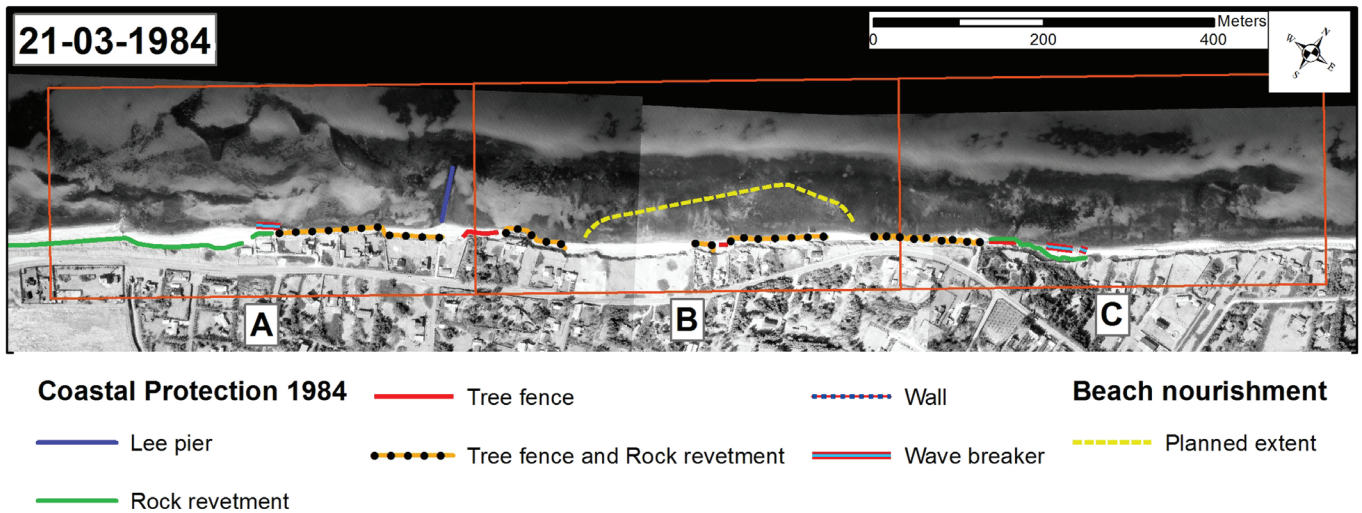 21-03-1984
Meters
0 200 400
N
W
E
S
A
B
C
Coastal Protection 1984
Lee pier
Rock revetment
Tree fence
Tree fence and Rock revetment
Wall
Wave breaker
Beach nourishment
Planned extent